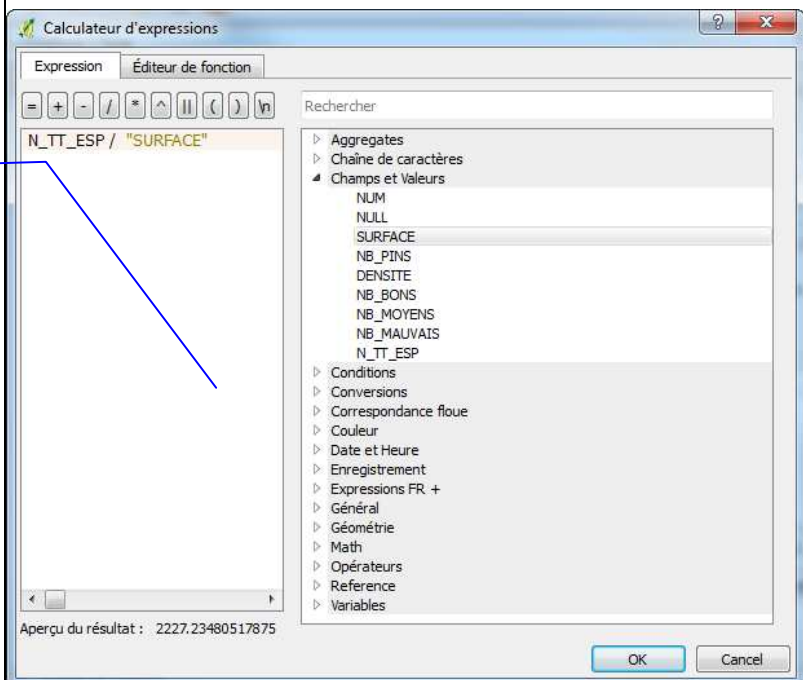 Calculateur d'expressions
Expression Éditeur de fonction
= + - / * ^ || ( ) \n
Rechercher
N_TT_ESP / "SURFACE"
Aggregates
Chaîne de caractères
Champs et Valeurs
NUM
NULL
SURFACE
NB_PINS
DENSITE
NB_BONS
NB_MOYENS
NB_MAUVAIS
N_TT_ESP
Conditions
Conversions
Correspondance floue
Couleur
Date et Heure
Enregistrement
Expressions FR +
Général
Géométrie
Math
Opérateurs
Reference
Variables
Aperçu du résultat : 2227.23480517875
OK Cancel